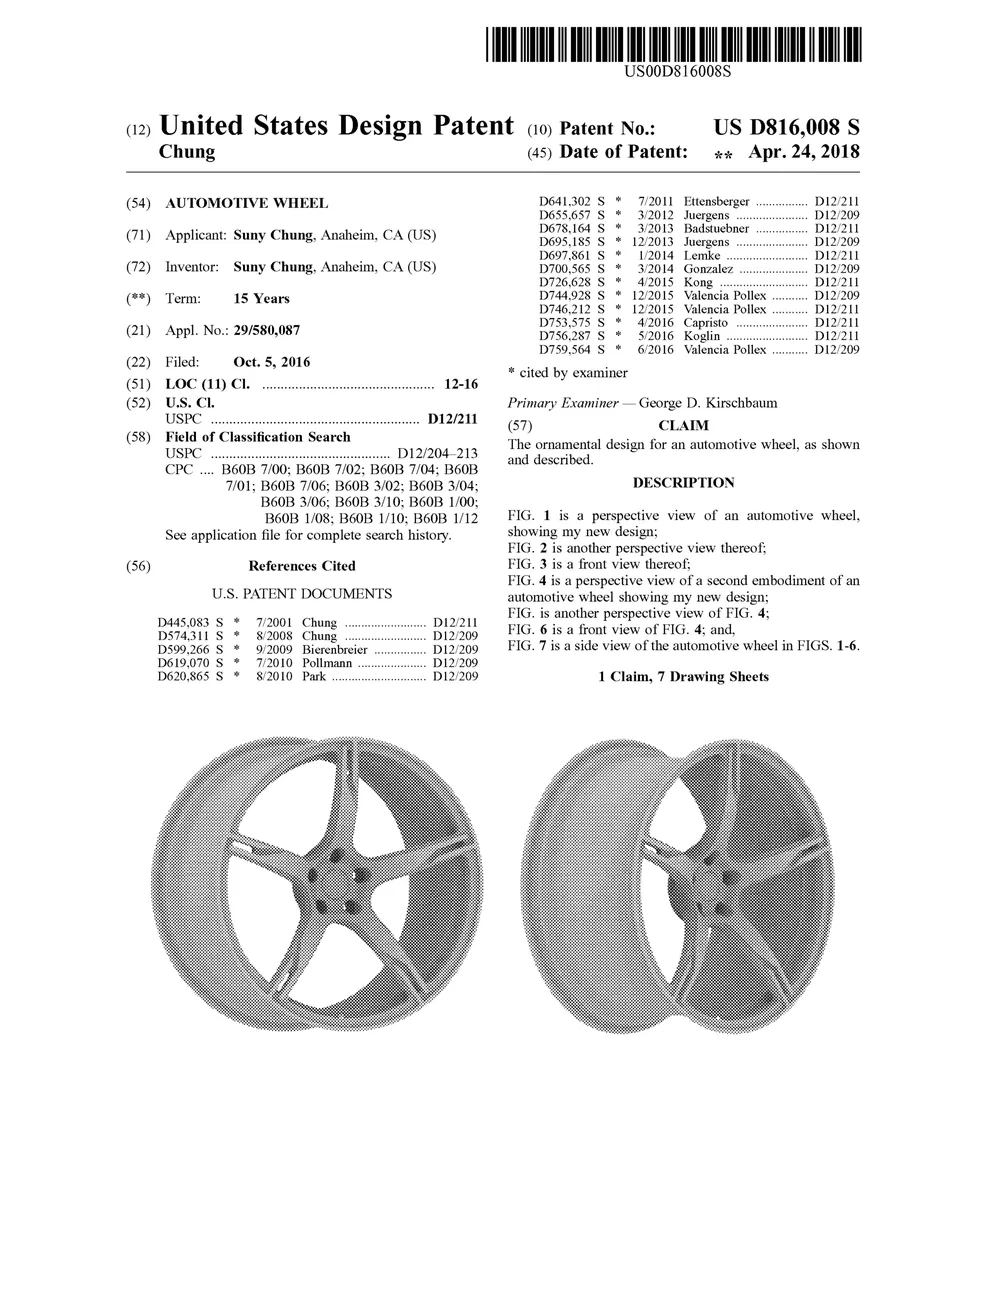 US00D816008S
(12) United States Design Patent
Chung
(10) Patent No.: US D816,008 S
(45) Date of Patent: ** Apr. 24, 2018
(54) AUTOMOTIVE WHEEL
(71) Applicant: Suny Chung, Anaheim, CA (US)
(72) Inventor: Suny Chung, Anaheim, CA (US)
(**) Term: 15 Years
(21) Appl. No.: 29/580,087
(22) Filed: Oct. 5, 2016
(51) LOC (11) Cl. ............................................... 12-16
(52) U.S. Cl.
USPC ......................................................... D12/211
(58) Field of Classification Search
USPC ................................................. D12/204–213
CPC .... B60B 7/00; B60B 7/02; B60B 7/04; B60B
7/01; B60B 7/06; B60B 3/02; B60B 3/04;
B60B 3/06; B60B 3/10; B60B 1/00;
B60B 1/08; B60B 1/10; B60B 1/12
See application file for complete search history.
(56) References Cited
U.S. PATENT DOCUMENTS
D445,083 S * 7/2001 Chung ......................... D12/211
D574,311 S * 8/2008 Chung ......................... D12/209
D599,266 S * 9/2009 Bierenbreier ................ D12/209
D619,070 S * 7/2010 Pollmann ..................... D12/209
D620,865 S * 8/2010 Park ............................. D12/209
D641,302 S * 7/2011 Ettensberger ................ D12/211
D655,657 S * 3/2012 Juergens ...................... D12/209
D678,164 S * 3/2013 Badstuebner ................ D12/211
D695,185 S * 12/2013 Juergens ...................... D12/209
D697,861 S * 1/2014 Lemke ......................... D12/211
D700,565 S * 3/2014 Gonzalez ..................... D12/209
D726,628 S * 4/2015 Kong ........................... D12/211
D744,928 S * 12/2015 Valencia Pollex ........... D12/209
D746,212 S * 12/2015 Valencia Pollex ........... D12/211
D753,575 S * 4/2016 Capristo ...................... D12/211
D756,287 S * 5/2016 Koglin ......................... D12/211
D759,564 S * 6/2016 Valencia Pollex ........... D12/209
* cited by examiner
Primary Examiner — George D. Kirschbaum
(57) CLAIM
The ornamental design for an automotive wheel, as shown
and described.
DESCRIPTION
FIG. 1 is a perspective view of an automotive wheel,
showing my new design;
FIG. 2 is another perspective view thereof;
FIG. 3 is a front view thereof;
FIG. 4 is a perspective view of a second embodiment of an
automotive wheel showing my new design;
FIG. is another perspective view of FIG. 4;
FIG. 6 is a front view of FIG. 4; and,
FIG. 7 is a side view of the automotive wheel in FIGS. 1-6.
1 Claim, 7 Drawing Sheets